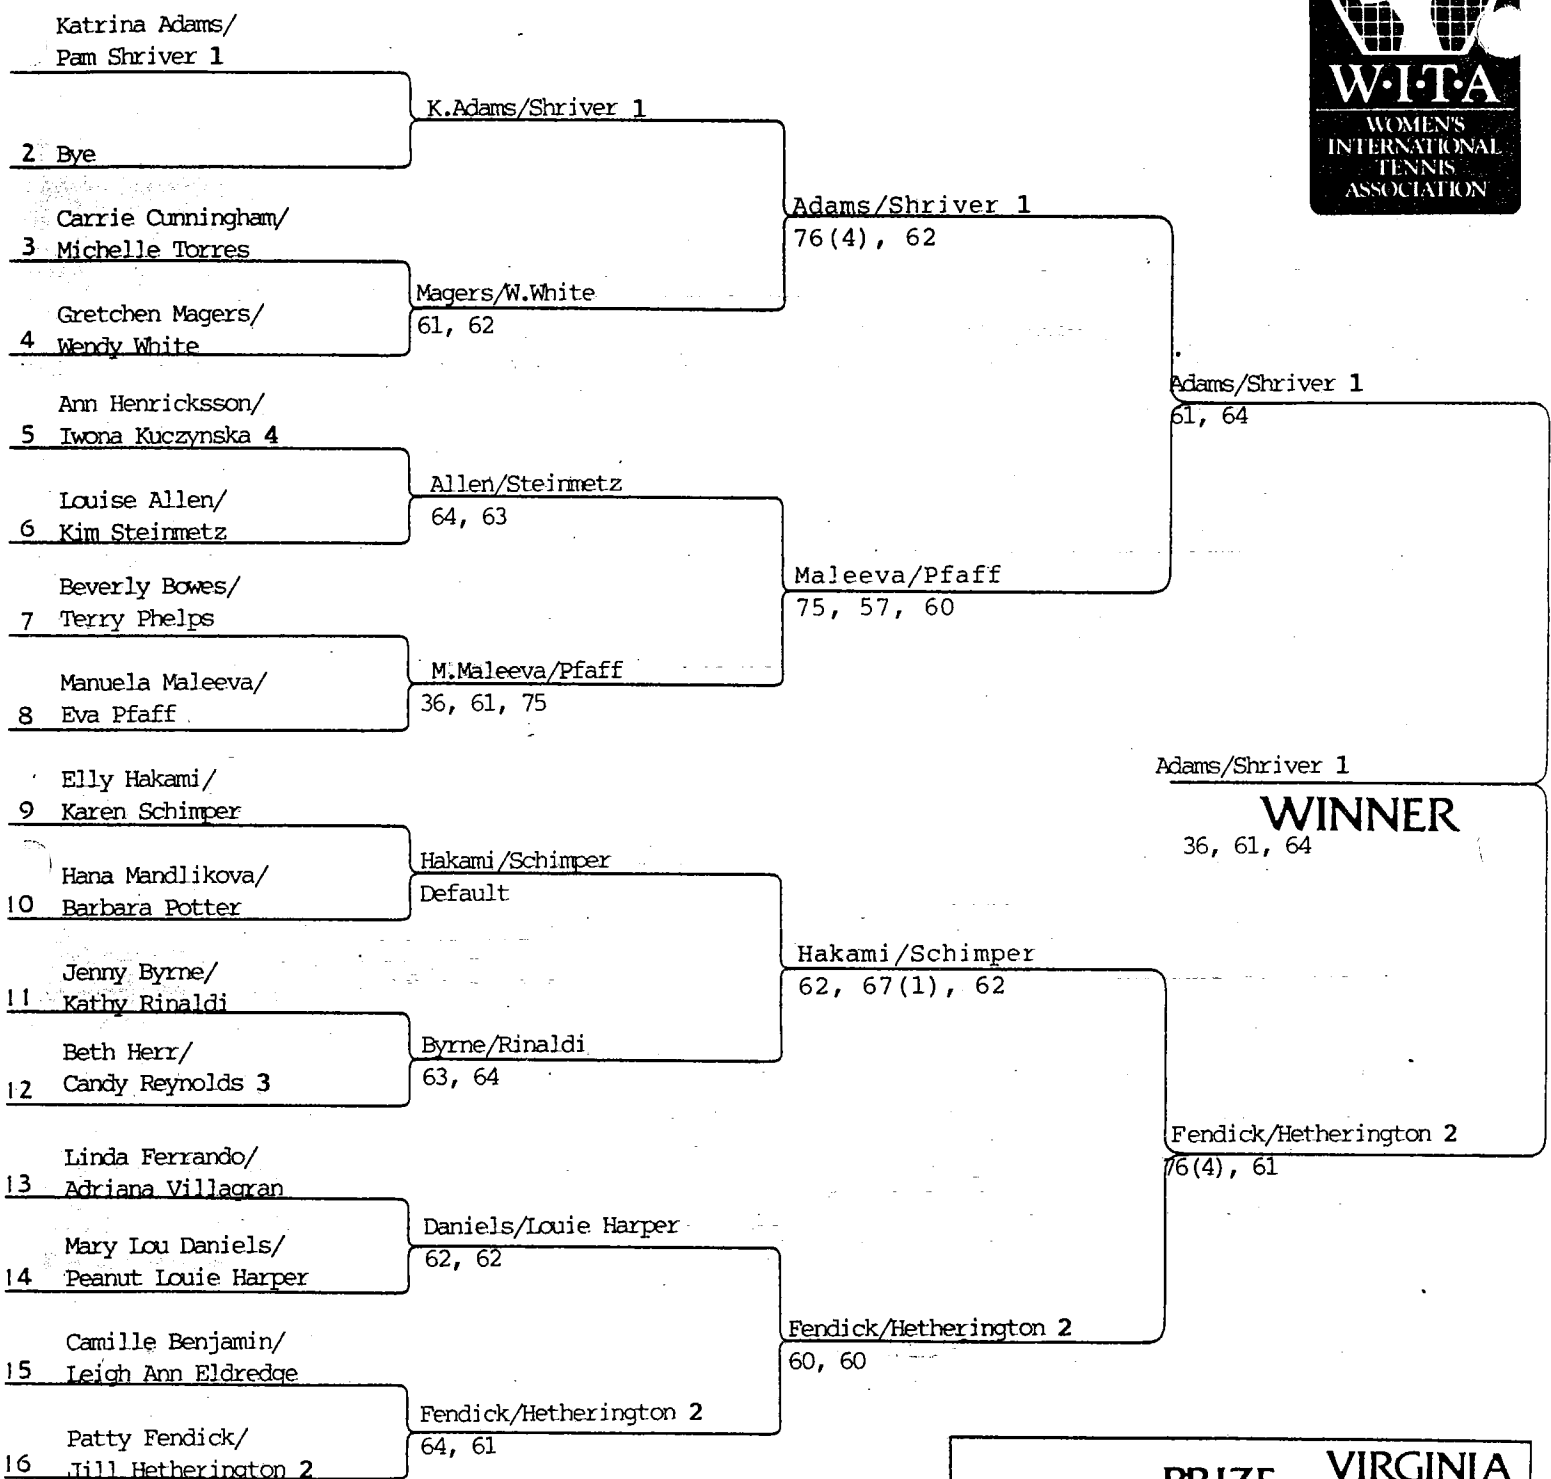 Katrina Adams/
Pam Shriver 1
2 Bye
Carrie Cunningham/
3 Michelle Torres
Gretchen Magers/
4 Wendy White
Ann Henricksson/
5 Iwona Kuczynska 4
Louise Allen/
6 Kim Steinmetz
Beverly Bowes/
7 Terry Phelps
Manuela Maleeva/
8 Eva Pfaff
Elly Hakami/
9 Karen Schimper
Hana Mandlikova/
10 Barbara Potter
Jenny Byrne/
11 Kathy Rinaldi
Beth Herr/
12 Candy Reynolds 3
Linda Ferrando/
13 Adriana Villagran
Mary Lou Daniels/
14 Peanut Louie Harper
Camille Benjamin/
15 Leigh Ann Eldredge
Patty Fendick/
16 Jill Hetherington 2
K.Adams/Shriver 1
Magers/W.White
61, 62
Allen/Steinmetz
64, 63
M.Maleeva/Pfaff
36, 61, 75
Hakami/Schimper
Default
Byrne/Rinaldi
63, 64
Daniels/Louie Harper
62, 62
Fendick/Hetherington 2
64, 61
Adams/Shriver 1
76(4), 62
Maleeva/Pfaff
75, 57, 60
Hakami/Schimper
62, 67(1), 62
Fendick/Hetherington 2
60, 60
Adams/Shriver 1
61, 64
Fendick/Hetherington 2
76(4), 61
Adams/Shriver 1
WINNER
36, 61, 64
W·I·T·A
WOMEN'S
INTERNATIONAL
TENNIS
ASSOCIATION
PRIZE VIRGINIA